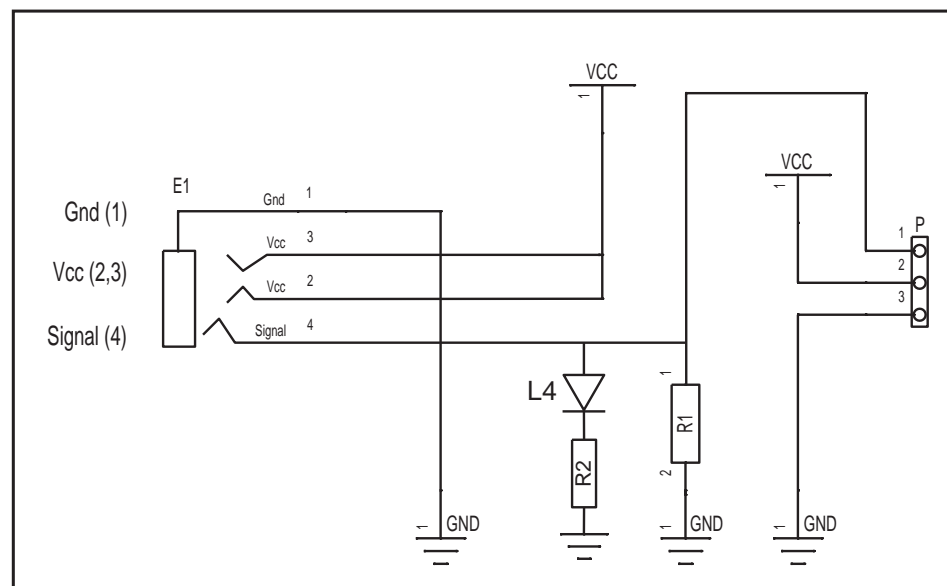 VCC
1
VCC
1
E1
Gnd 1
Gnd (1)
P
1
Vcc 3
Vcc (2,3)
2
Vcc 2
3
Signal 4
Signal (4)
L4
1
R1
R2
2
1 GND
1 GND
1 GND